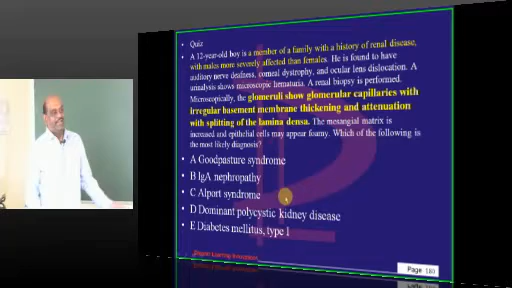 Quiz
A 12-year-old boy is a member of a family with a history of renal disease,
with males more severely affected than females. He is found to have
auditory nerve deafness, corneal dystrophy, and ocular lens dislocation. A
urinalysis shows microscopic hematuria. A renal biopsy is performed.
Microscopically, the glomeruli show glomerular capillaries with
irregular basement membrane thickening and attenuation
with splitting of the lamina densa. The mesangial matrix is
increased and epithelial cells may appear foamy. Which of the following is
the most likely diagnosis?
A Goodpasture syndrome
B IgA nephropathy
C Alport syndrome
D Dominant polycystic kidney disease
E Diabetes mellitus, type 1
Page 180